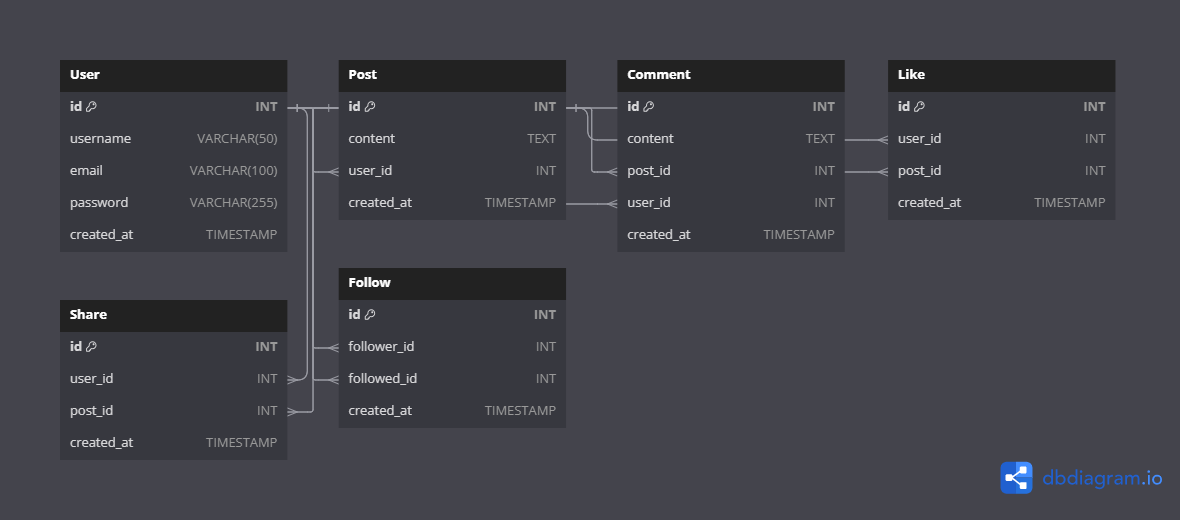 User
id INT
username VARCHAR(50)
email VARCHAR(100)
password VARCHAR(255)
created_at TIMESTAMP
Post
id INT
content TEXT
user_id INT
created_at TIMESTAMP
Comment
id INT
content TEXT
post_id INT
user_id INT
created_at TIMESTAMP
Like
id INT
user_id INT
post_id INT
created_at TIMESTAMP
Share
id INT
user_id INT
post_id INT
created_at TIMESTAMP
Follow
id INT
follower_id INT
followed_id INT
created_at TIMESTAMP
dbdiagram.io